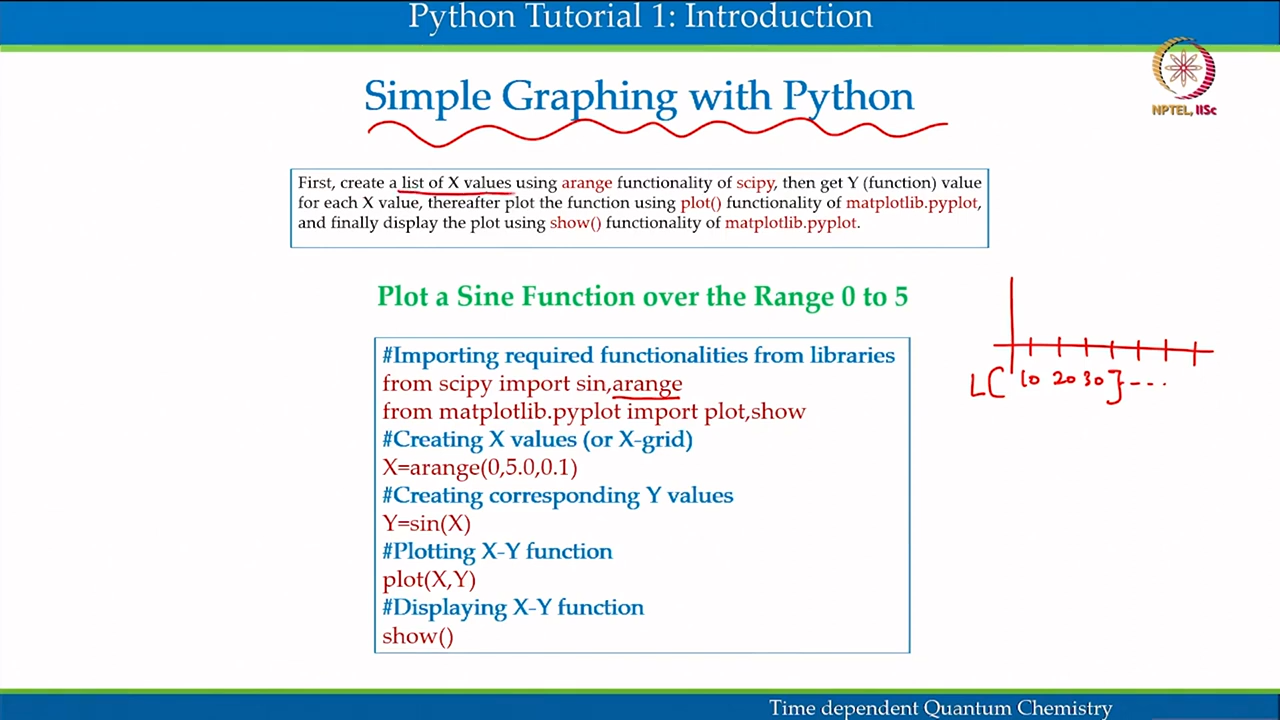 Python Tutorial 1: Introduction
NPTEL, IISc
Simple Graphing with Python
First, create a list of X values using arange functionality of scipy, then get Y (function) value
for each X value, thereafter plot the function using plot() functionality of matplotlib.pyplot,
and finally display the plot using show() functionality of matplotlib.pyplot.
Plot a Sine Function over the Range 0 to 5
#Importing required functionalities from libraries
from scipy import sin,arange
from matplotlib.pyplot import plot,show
#Creating X values (or X-grid)
X=arange(0,5.0,0.1)
#Creating corresponding Y values
Y=sin(X)
#Plotting X-Y function
plot(X,Y)
#Displaying X-Y function
show()
L[ 10 20 30 ]----
Time dependent Quantum Chemistry